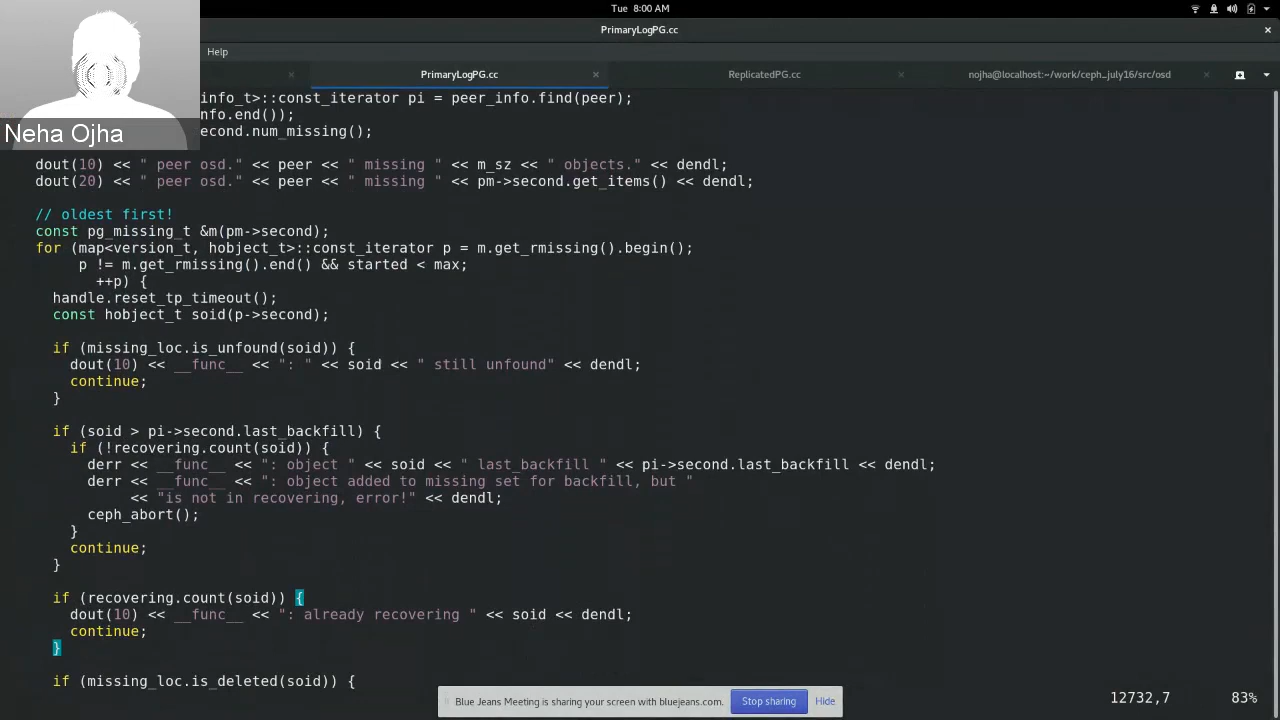 Tue 8:00 AM
PrimaryLogPG.cc
Help
PrimaryLogPG.cc
ReplicatedPG.cc
nojha@localhost:~/work/ceph_july16/src/osd
Neha Ojha
info_t>::const_iterator pi = peer_info.find(peer);
nfo.end());
second.num_missing();
dout(10) << " peer osd." << peer << " missing " << m_sz << " objects." << dendl;
dout(20) << " peer osd." << peer << " missing " << pm->second.get_items() << dendl;
// oldest first!
const pg_missing_t &m(pm->second);
for (map<version_t, hobject_t>::const_iterator p = m.get_rmissing().begin();
p != m.get_rmissing().end() && started < max;
++p) {
handle.reset_tp_timeout();
const hobject_t soid(p->second);
if (missing_loc.is_unfound(soid)) {
dout(10) << __func__ << ": " << soid << " still unfound" << dendl;
continue;
}
if (soid > pi->second.last_backfill) {
if (!recovering.count(soid)) {
derr << __func__ << ": object " << soid << " last_backfill " << pi->second.last_backfill << dendl;
derr << __func__ << ": object added to missing set for backfill, but "
<< "is not in recovering, error!" << dendl;
ceph_abort();
}
continue;
}
if (recovering.count(soid)) {
dout(10) << __func__ << ": already recovering " << soid << dendl;
continue;
}
if (missing_loc.is_deleted(soid)) {
Blue Jeans Meeting is sharing your screen with bluejeans.com.
Stop sharing
Hide
12732,7
83%